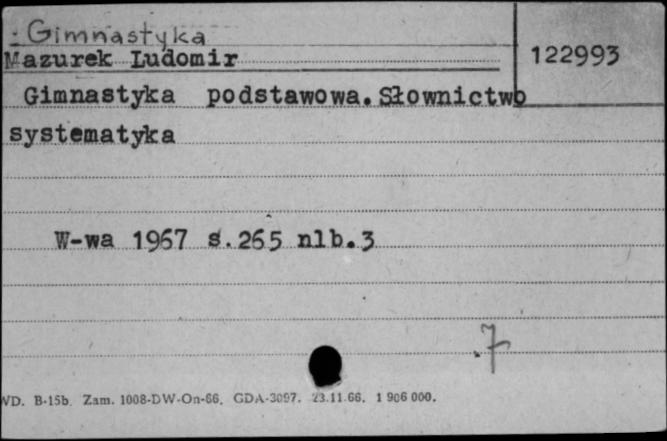 : Gimnastyka
Mazurek Ludomir
122993
Gimnastyka podstawowa. Słownictwo
systematyka
W-wa 1967 s.265 nlb.3
.7
WD. B-15b. Zam. 1008-DW-On-66. GDA-3097. 23.11.66. 1 906 000.